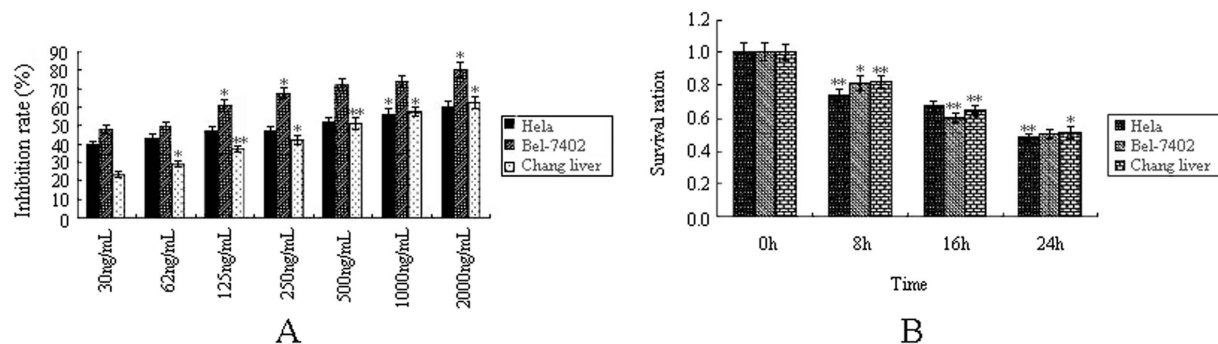 Inhibition rate (%)
90
80
70
60
50
40
30
20
10
0
*
*
**
*
*
**
*
*
*
*
30ng/mL
62ng/mL
125ng/mL
250ng/mL
500ng/mL
1000ng/mL
2000ng/mL
Hela
Bel-7402
Chang liver
A
Survival ration
1.2
1.0
0.8
0.6
0.4
0.2
0.0
**
*
**
**
**
**
*
0h
8h
16h
24h
Time
Hela
Bel-7402
Chang liver
B